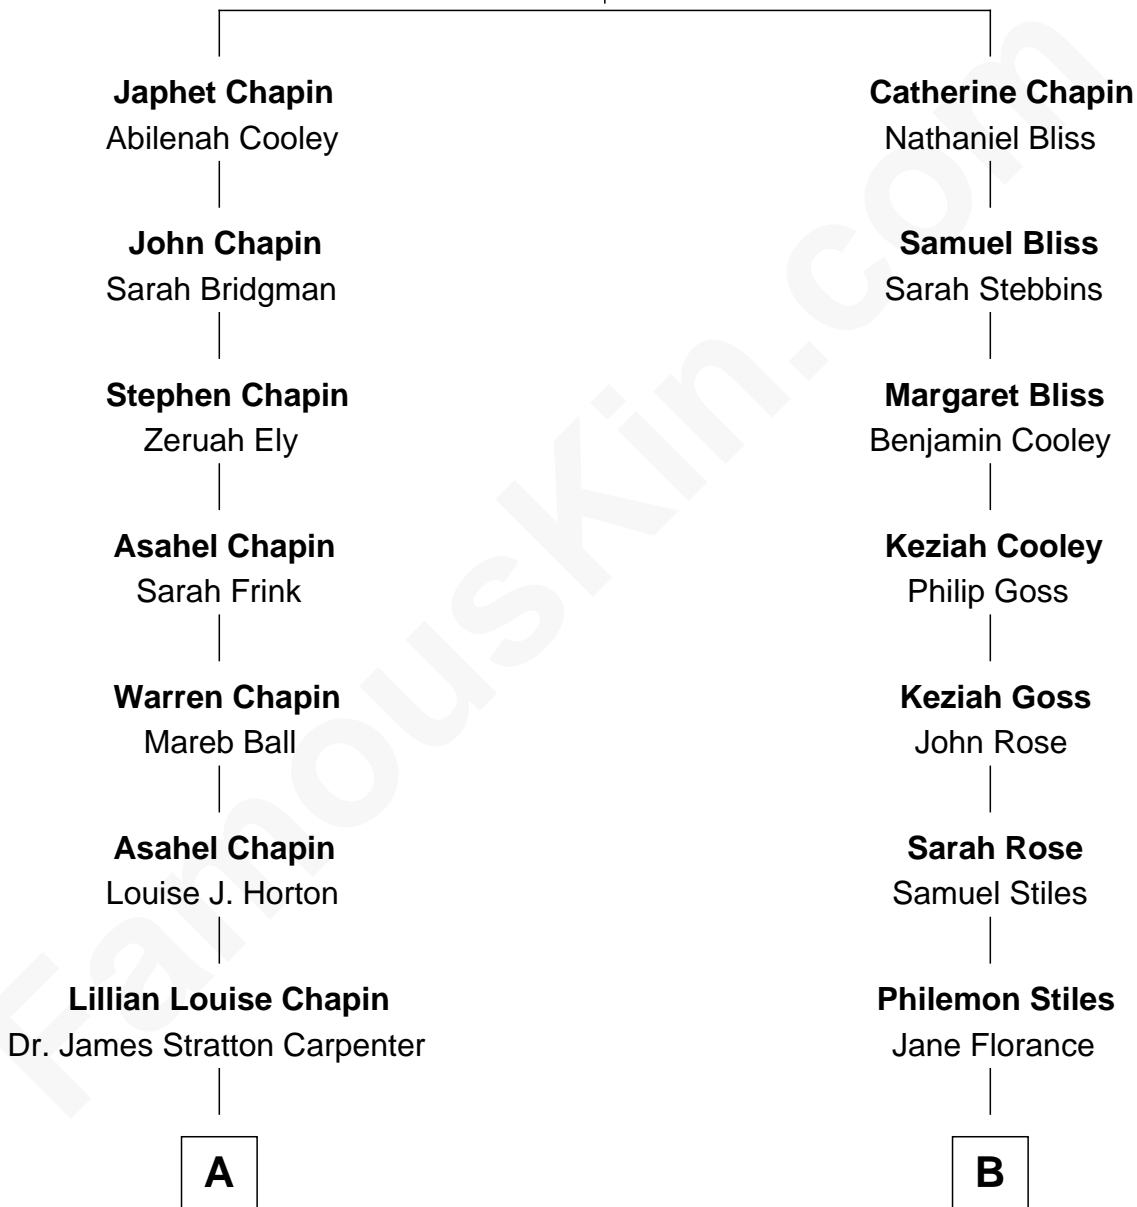 Japhet Chapin
Abilenah Cooley
John Chapin
Sarah Bridgman
Stephen Chapin
Zeruah Ely
Asahel Chapin
Sarah Frink
Warren Chapin
Mareb Ball
Asahel Chapin
Louise J. Horton
Lillian Louise Chapin
Dr. James Stratton Carpenter
A
Catherine Chapin
Nathaniel Bliss
Samuel Bliss
Sarah Stebbins
Margaret Bliss
Benjamin Cooley
Keziah Cooley
Philip Goss
Keziah Goss
John Rose
Sarah Rose
Samuel Stiles
Philemon Stiles
Jane Florance
B
FamousKin.com